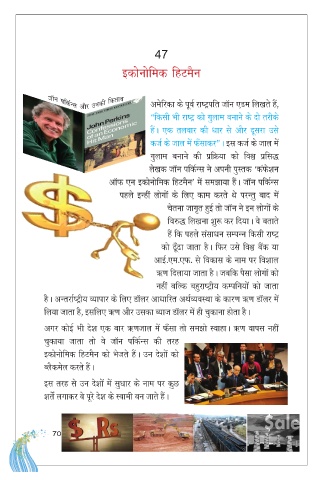 47
इकोनोमिक हिटमैन
जॉन पर्किन्स और उनकी किताब
John Perkins
Confessions
of an Economic
Hit Man
अमेरिका के पूर्व राष्ट्रपति जॉन एडम लिखते हैं,
“किसी भी राष्ट्र को गुलाम बनाने के दो तरीके
हैं। एक तलवार की धार से और दूसरा उसे
कर्ज के जाल में फँसाकर”। इस कर्ज के जाल में
गुलाम बनाने की प्रक्रिया को विश्व प्रसिद्ध
लेखक जॉन पर्किन्स ने अपनी पुस्तक ‘कंफेशन
ऑफ एन इकोनोमिक हिटमैन’ में समझाया हैं। जॉन पर्किन्स
पहले इन्हीं लोगों के लिए काम करते थे परन्तु बाद में
चेतना जागृत हुई तो जॉन ने इन लोगों के
विरुद्ध लिखना शुरू कर दिया। वे बताते
हैं कि पहले संसाधन सम्पन्न किसी राष्ट्र
को ढूँढा जाता है। फिर उसे विश्व बैंक या
आई.एम.एफ. से विकास के नाम पर विशाल
ऋण दिलाया जाता है। जबकि पैसा लोगों को
नहीं बल्कि बहुराष्ट्रीय कम्पनियों को जाता
है। अन्तर्राष्ट्रीय व्यापार के लिए डॉलर आधारित अर्थव्यवस्था के कारण ऋण डॉलर में
लिया जाता है, इसलिए ऋण और उसका ब्याज डॉलर में ही चुकाना होता है।
अगर कोई भी देश एक बार ऋणजाल में फँसा तो समझो स्वाहा। ऋण वापस नहीं
चुकाया जाता तो वे जॉन पर्किन्स की तरह
इकोनोमिक हिटमैन को भेजते हैं। उन देशों को
ब्लैकमेल करते हैं।
इस तरह से उन देशों में सुधार के नाम पर कुछ
शर्ते लगाकर वे पूरे देश के स्वामी बन जाते हैं।
70
$ Rs
Sale